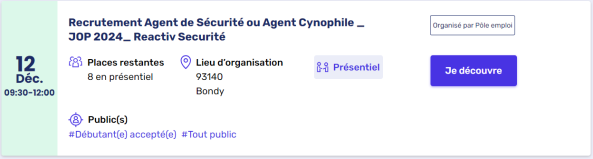 12
Déc.
09:30-12:00
Recrutement Agent de Sécurité ou Agent Cynophile _
JOP 2024_ Reactiv Securité
Organisé par Pôle emploi
Places restantes
8 en présentiel
Lieu d'organisation
93140
Bondy
Présentiel
Je découvre
Public(s)
#Débutant(e) accepté(e) #Tout public